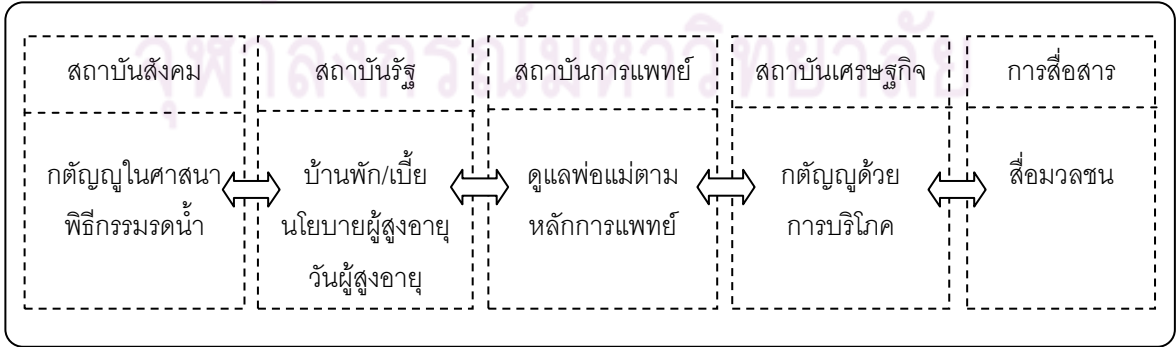 จุฬาลงกรณ์มหาวิทยาลัย
สถาบันสังคม
กตัญญูในศาสนา
พิธีกรรมรดน้ำ
สถาบันรัฐ
บ้านพัก/เบี้ย
นโยบายผู้สูงอายุ
วันผู้สูงอายุ
สถาบันการแพทย์
ดูแลพ่อแม่ตาม
หลักการแพทย์
สถาบันเศรษฐกิจ
กตัญญูด้วย
การบริโภค
การสื่อสาร
สื่อมวลชน